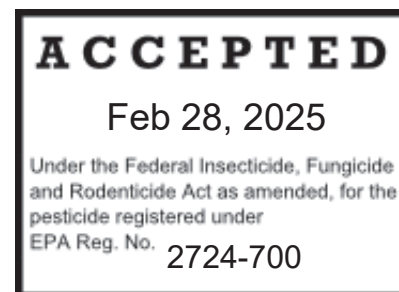 ACCEPTED
Feb 28, 2025
Under the Federal Insecticide, Fungicide
and Rodenticide Act as amended, for the
pesticide registered under
EPA Reg. No. 2724-700